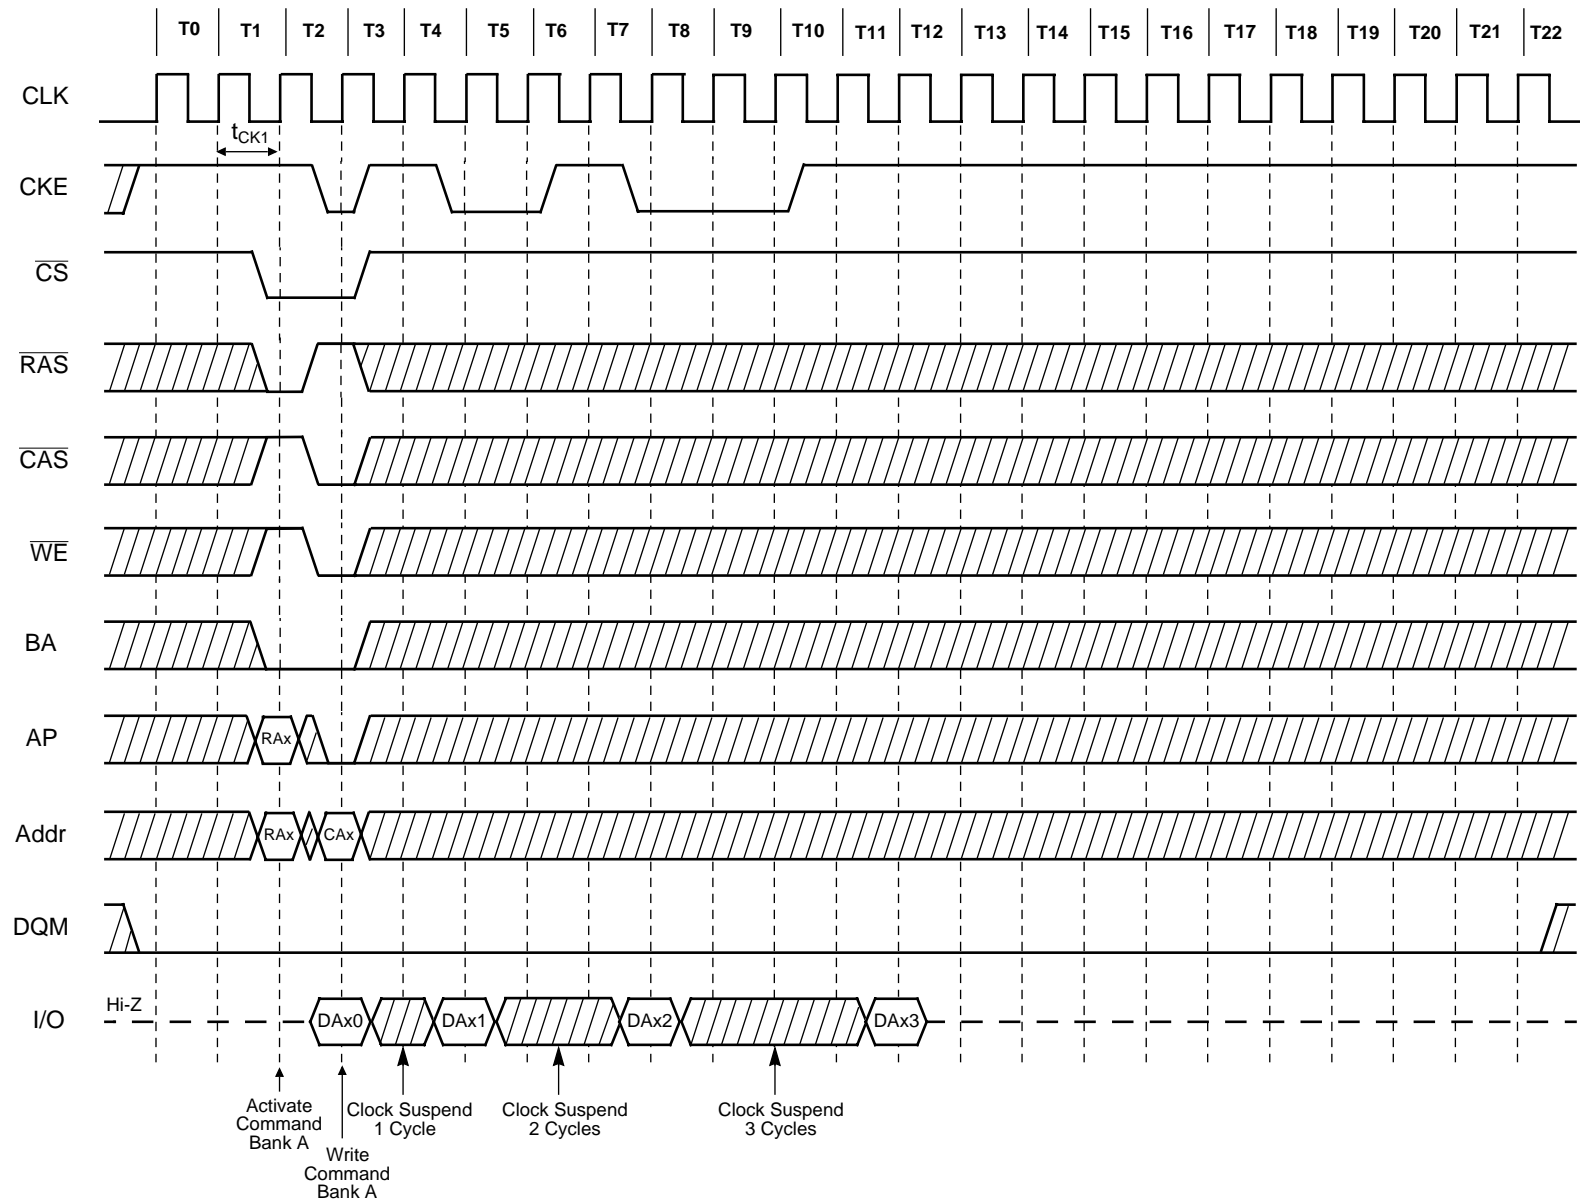 T0 T1 T2 T3 T4 T5 T6 T7 T8 T9 T10 T11 T12 T13 T14 T15 T16 T17 T18 T19 T20 T21 T22
CLK
tCK1
CKE
CS
RAS
CAS
WE
BA
AP
RAx
Addr
RAx CAx
DQM
Hi-Z
I/O
DAx0 DAx1 DAx2 DAx3
Activate
Command
Bank A
Write
Command
Bank A
Clock Suspend
1 Cycle
Clock Suspend
2 Cycles
Clock Suspend
3 Cycles